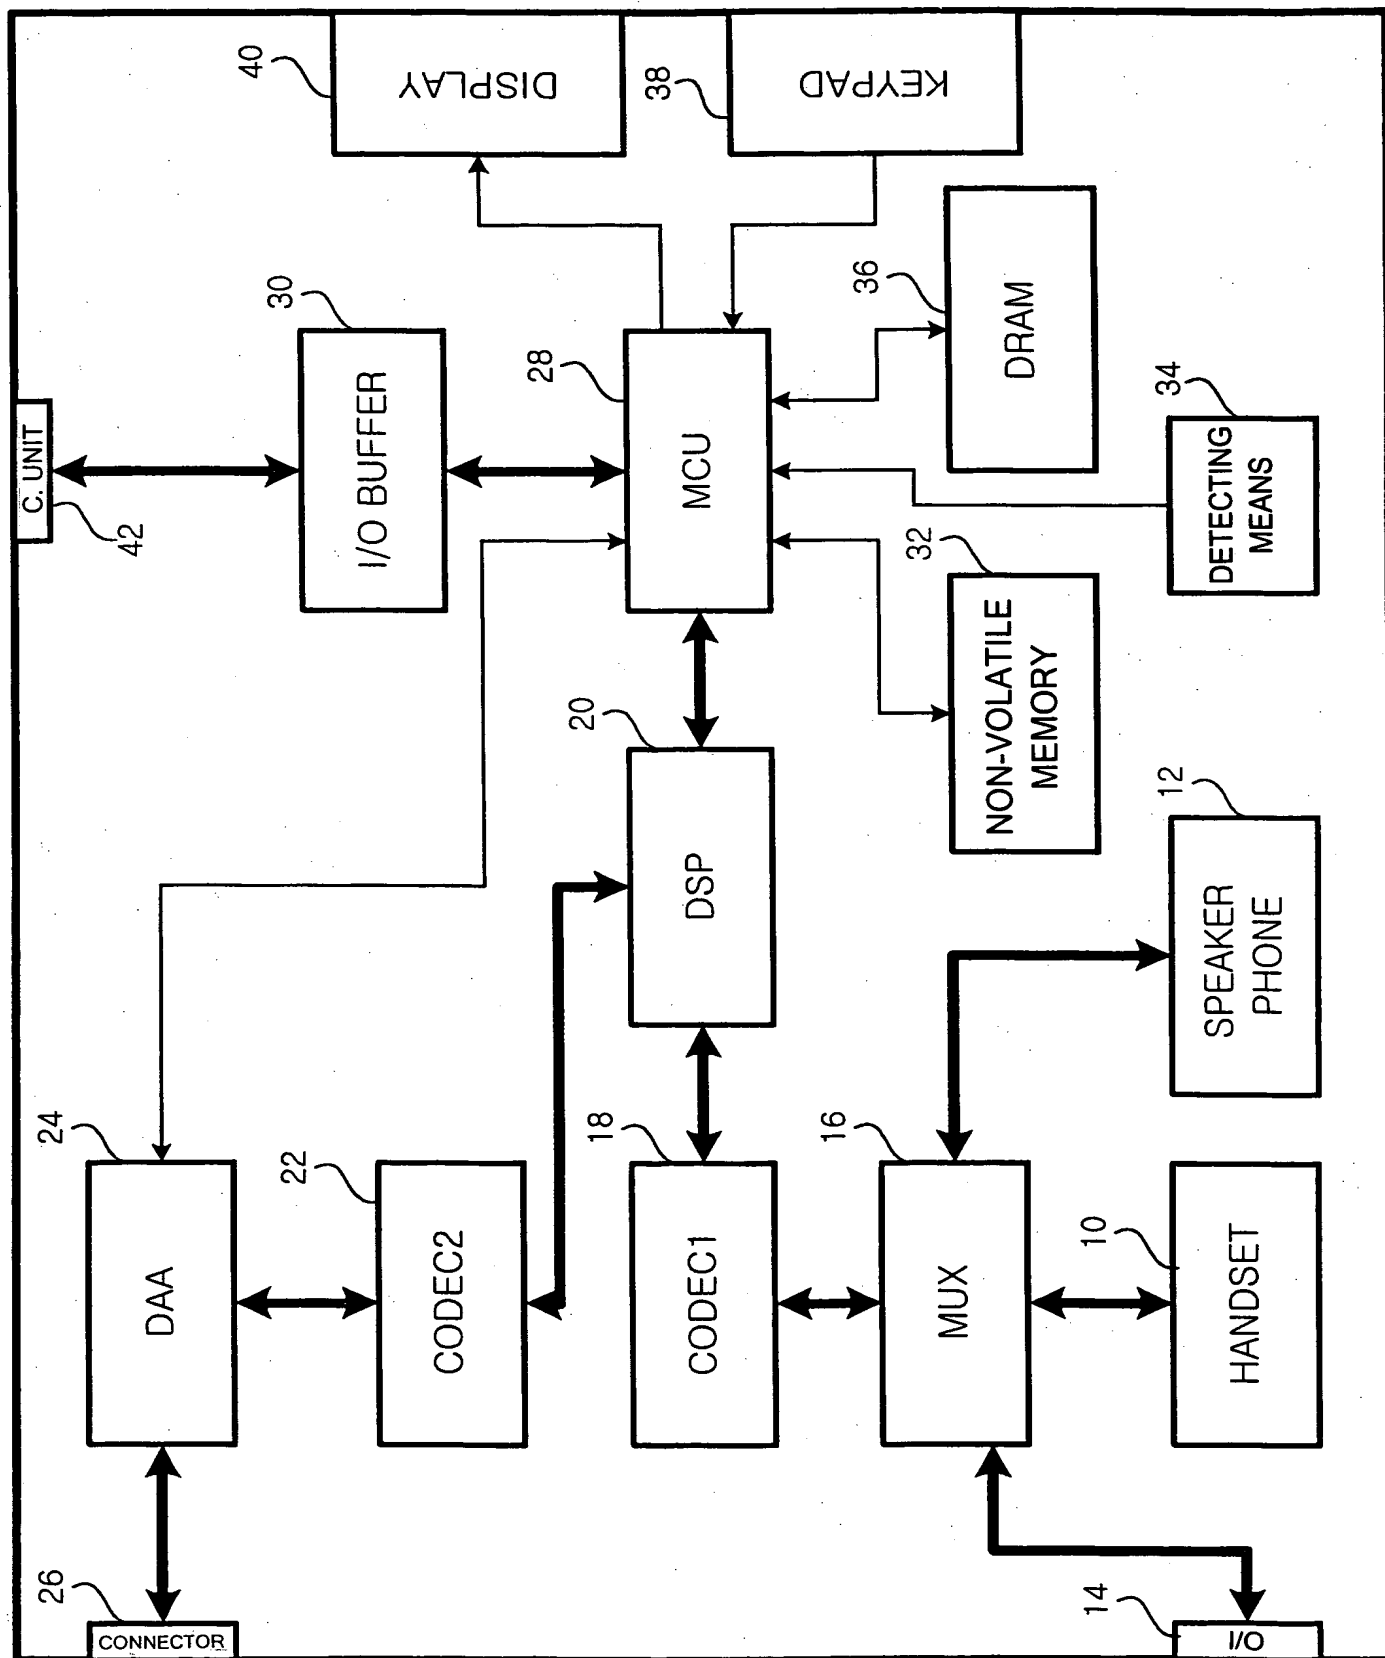 CONNECTOR
26
DAA
24
C. UNIT
42
CODEC2
22
I/O BUFFER
30
DISPLAY
40
CODEC1
18
DSP
20
MCU
28
KEYPAD
38
MUX
16
NON-VOLATILE
MEMORY
32
DRAM
36
I/O
14
HANDSET
10
SPEAKER
PHONE
12
DETECTING
MEANS
34